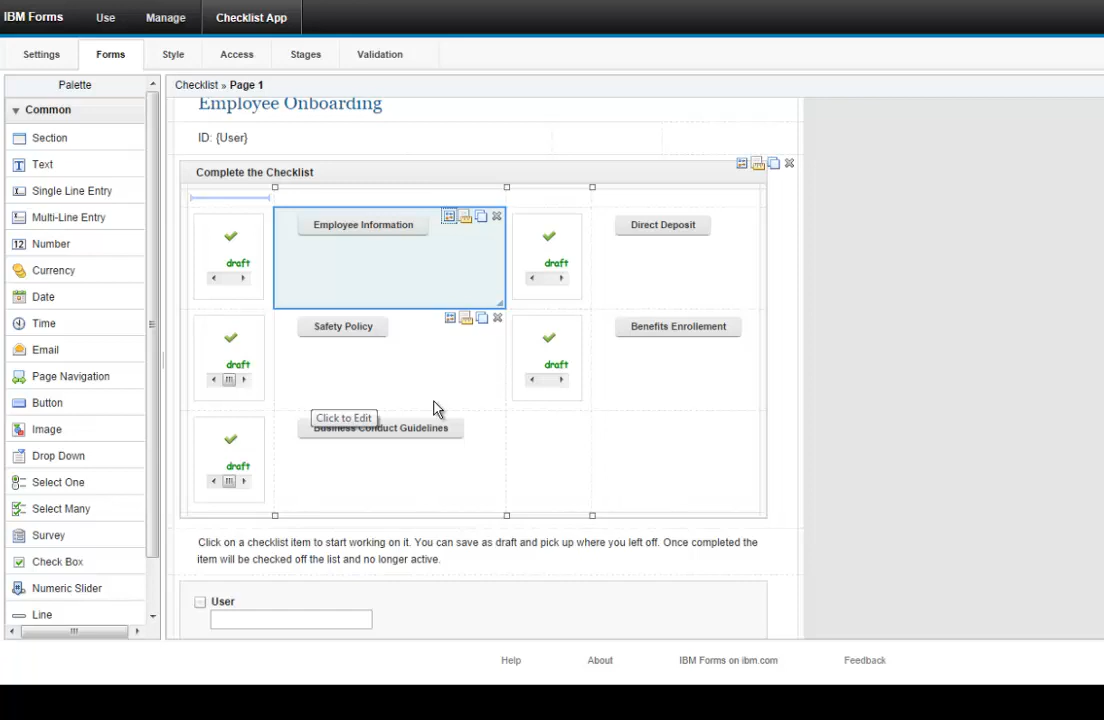 IBM Forms Use Manage Checklist App
Settings Forms Style Access Stages Validation
Palette
Common
Section
Text
Single Line Entry
Multi-Line Entry
12 Number
Currency
Date
Time
Email
Page Navigation
Button
Image
Drop Down
Select One
Select Many
Survey
Check Box
Numeric Slider
Line
Checklist » Page 1
Employee Onboarding
ID: {User}
Complete the Checklist
Employee Information
Direct Deposit
draft
draft
Safety Policy
Benefits Enrollement
draft
draft
Click to Edit
Business Conduct Guidelines
draft
Click on a checklist item to start working on it. You can save as draft and pick up where you left off. Once completed the
item will be checked off the list and no longer active.
User
Help About IBM Forms on ibm.com Feedback